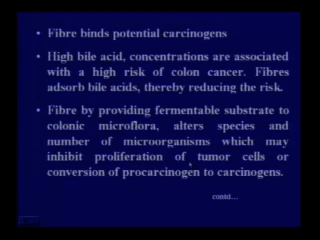 • Fibre binds potential carcinogens
• High bile acid, concentrations are associated
with a high risk of colon cancer. Fibres
adsorb bile acids, thereby reducing the risk.
• Fibre by providing fermentable substrate to
colonic microflora, alters species and
number of microorganisms which may
inhibit proliferation of tumor cells or
conversion of procarcinogen to carcinogens.
contd...